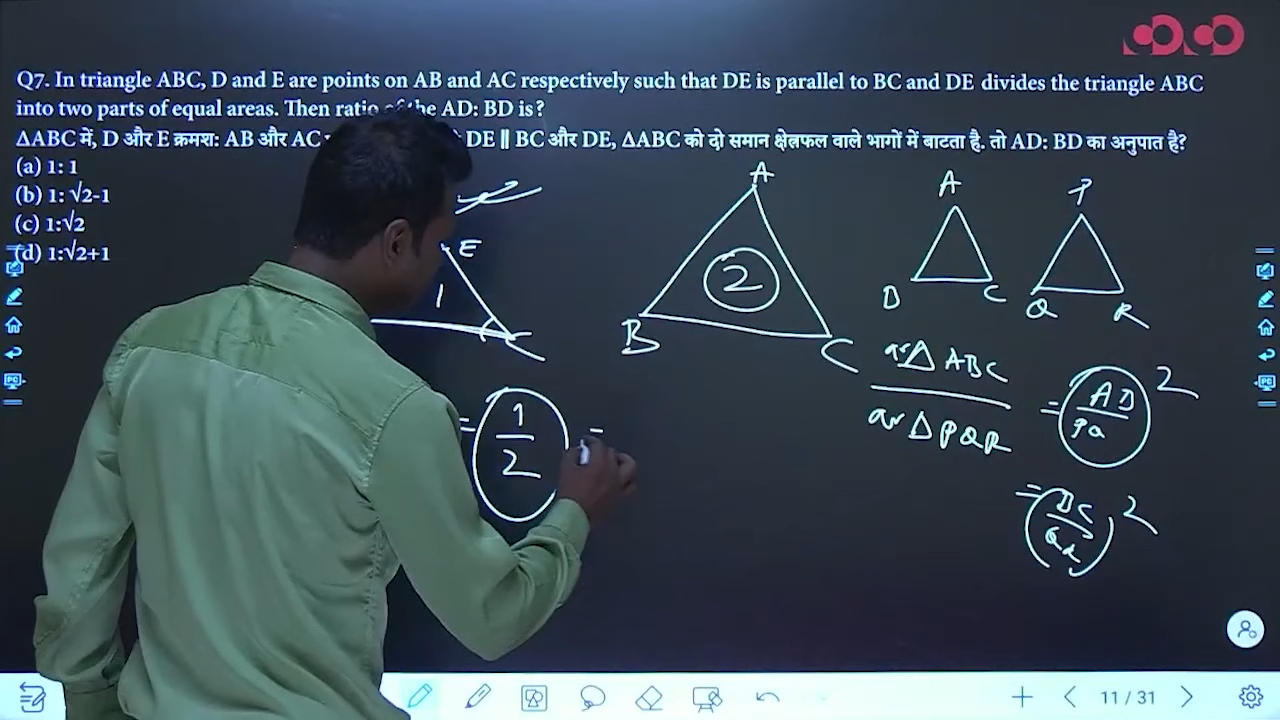 Q7. In triangle ABC, D and E are points on AB and AC respectively such that DE is parallel to BC and DE divides the triangle ABC
into two parts of equal areas. Then ratio of the AD: BD is?
ΔABC में, D और E क्रमश: AB और AC DE || BC और DE, ΔABC को दो समान क्षेत्रफल वाले भागों में बाटता है. तो AD: BD का अनुपात है?
(a) 1: 1
(b) 1: √2-1
(c) 1:√2
(d) 1:√2+1
E
1
C
A
2
B
C
A
B
C
P
Q
R
ar Δ ABC
ar Δ PQR
= (AB
PQ) 2
= (BC
QR) 2
= 1
2 =
11 / 31